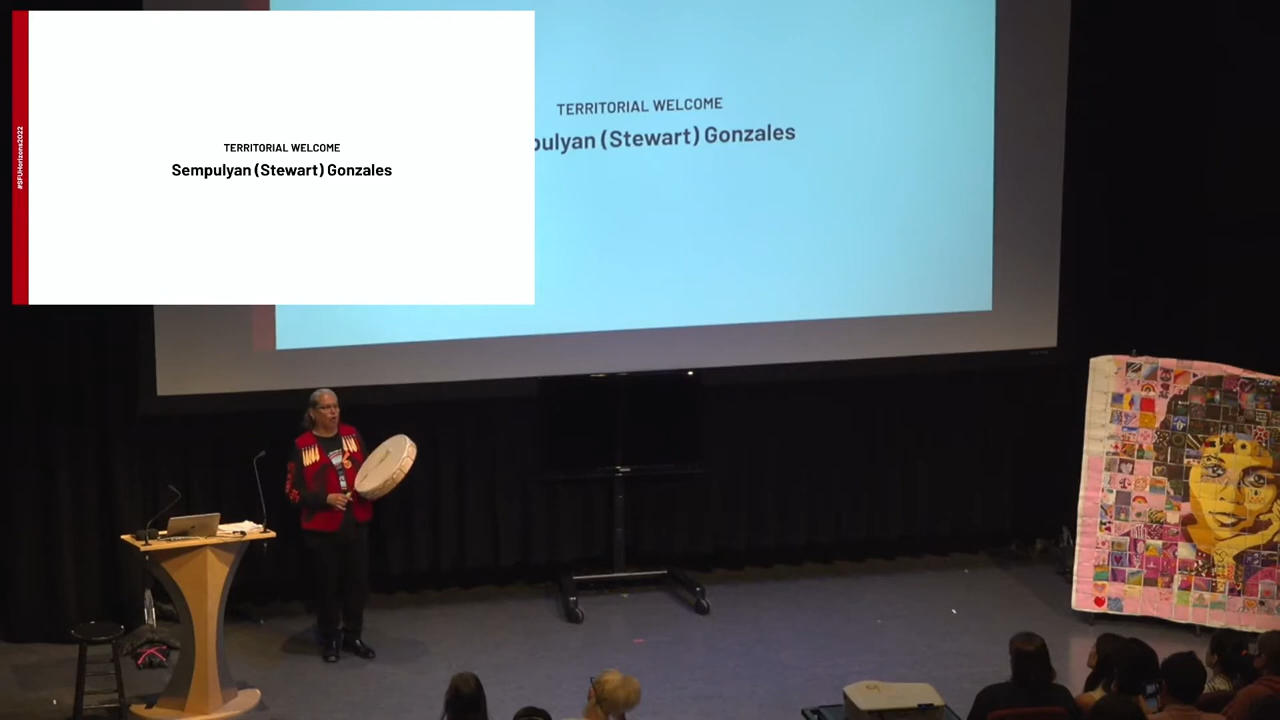 #SFUHorizons2022
TERRITORIAL WELCOME
Sempulyan (Stewart) Gonzales
TERRITORIAL WELCOME
pulyan (Stewart) Gonzales